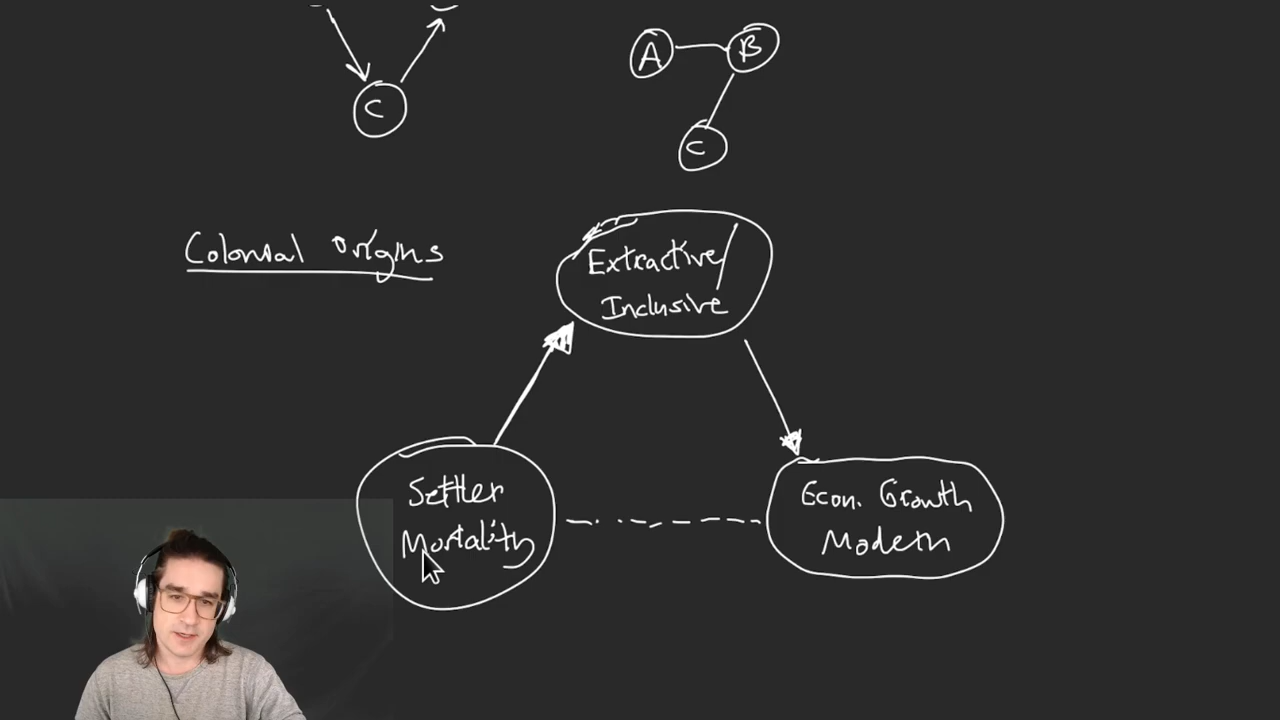 A
B
C
C
Colonial Origins
Extractive/
Inclusive
Settler
Mortality
Econ. Growth
Modern